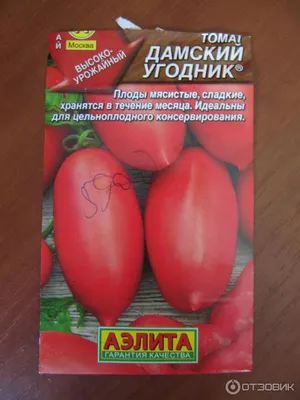 А
Й
Москва
ВЫСОКО-
УРОЖАЙНЫЙ
ТОМАТ
ДАМСКИЙ
УГОДНИК®
Плоды мясистые, сладкие,
хранятся в течение месяца. Идеальны
для цельноплодного консервирования.
АЭЛИТА
ГАРАНТИЯ КАЧЕСТВА
ОТЗОВИК